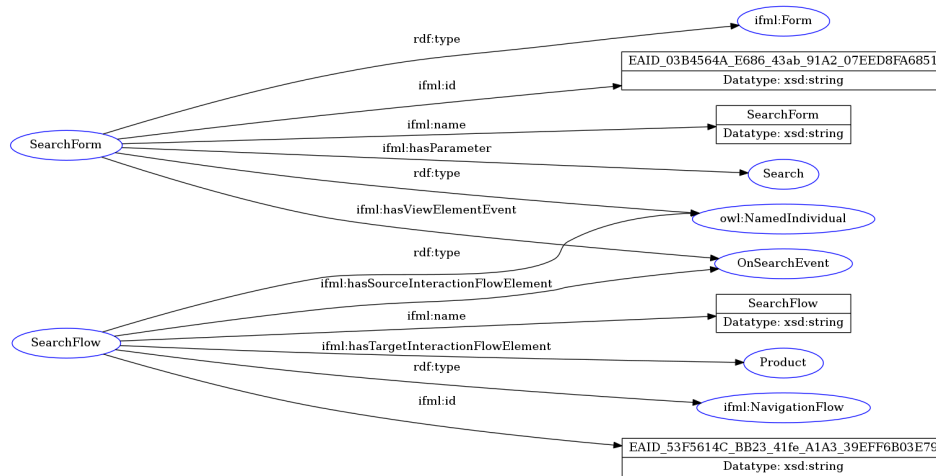 ifml:Form
rdf:type
EAID_03B4564A_E686_43ab_91A2_07EED8FA6851
Datatype: xsd:string
ifml:id
SearchForm
Datatype: xsd:string
ifml:name
SearchForm
ifml:hasParameter
Search
rdf:type
ifml:hasViewElementEvent
owl:NamedIndividual
rdf:type
OnSearchEvent
ifml:hasSourceInteractionFlowElement
SearchFlow
Datatype: xsd:string
ifml:name
SearchFlow
ifml:hasTargetInteractionFlowElement
Product
rdf:type
ifml:id
ifml:NavigationFlow
EAID_53F5614C_BB23_41fe_A1A3_39EFF6B03E79
Datatype: xsd:string